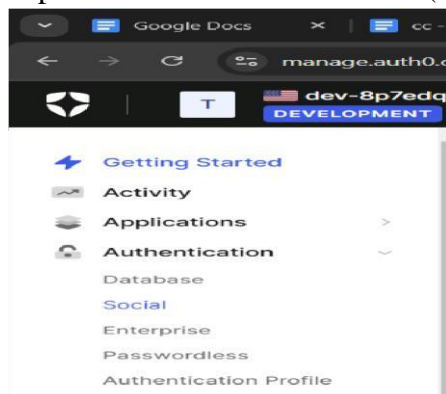 Google Docs
cc -
manage.auth0.c
T
dev-8p7edq
DEVELOPMENT
Getting Started
Activity
Applications
Authentication
Database
Social
Enterprise
Passwordless
Authentication Profile